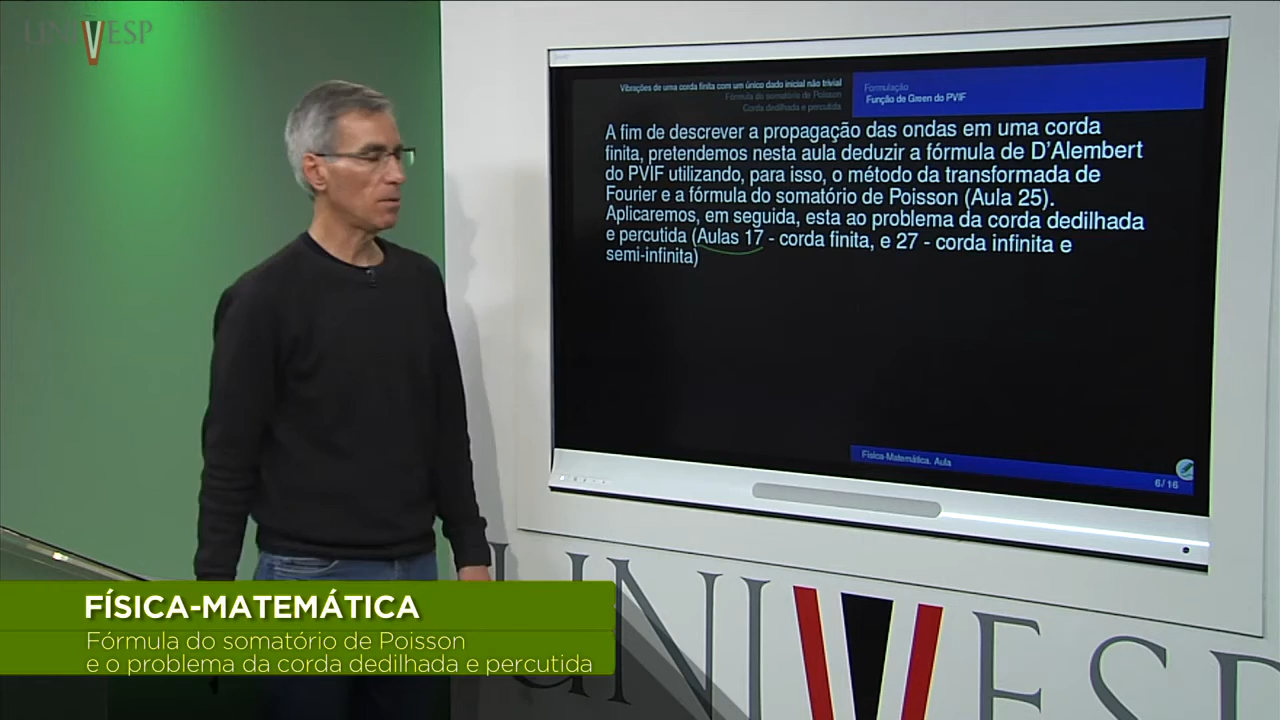 UNIVESP
Vibrações de uma corda finita com um único dado inicial não trivial
Fórmula do somatório de Poisson
Corda dedilhada e percutida
Formulação
Função de Green do PVIF
A fim de descrever a propagação das ondas em uma corda
finita, pretendemos nesta aula deduzir a fórmula de D'Alembert
do PVIF utilizando, para isso, o método da transformada de
Fourier e a fórmula do somatório de Poisson (Aula 25).
Aplicaremos, em seguida, esta ao problema da corda dedilhada
e percutida (Aulas 17 - corda finita, e 27 - corda infinita e
semi-infinita)
Física-Matemática. Aula
6/16
UNIVESP
FÍSICA-MATEMÁTICA
Fórmula do somatório de Poisson
e o problema da corda dedilhada e percutida